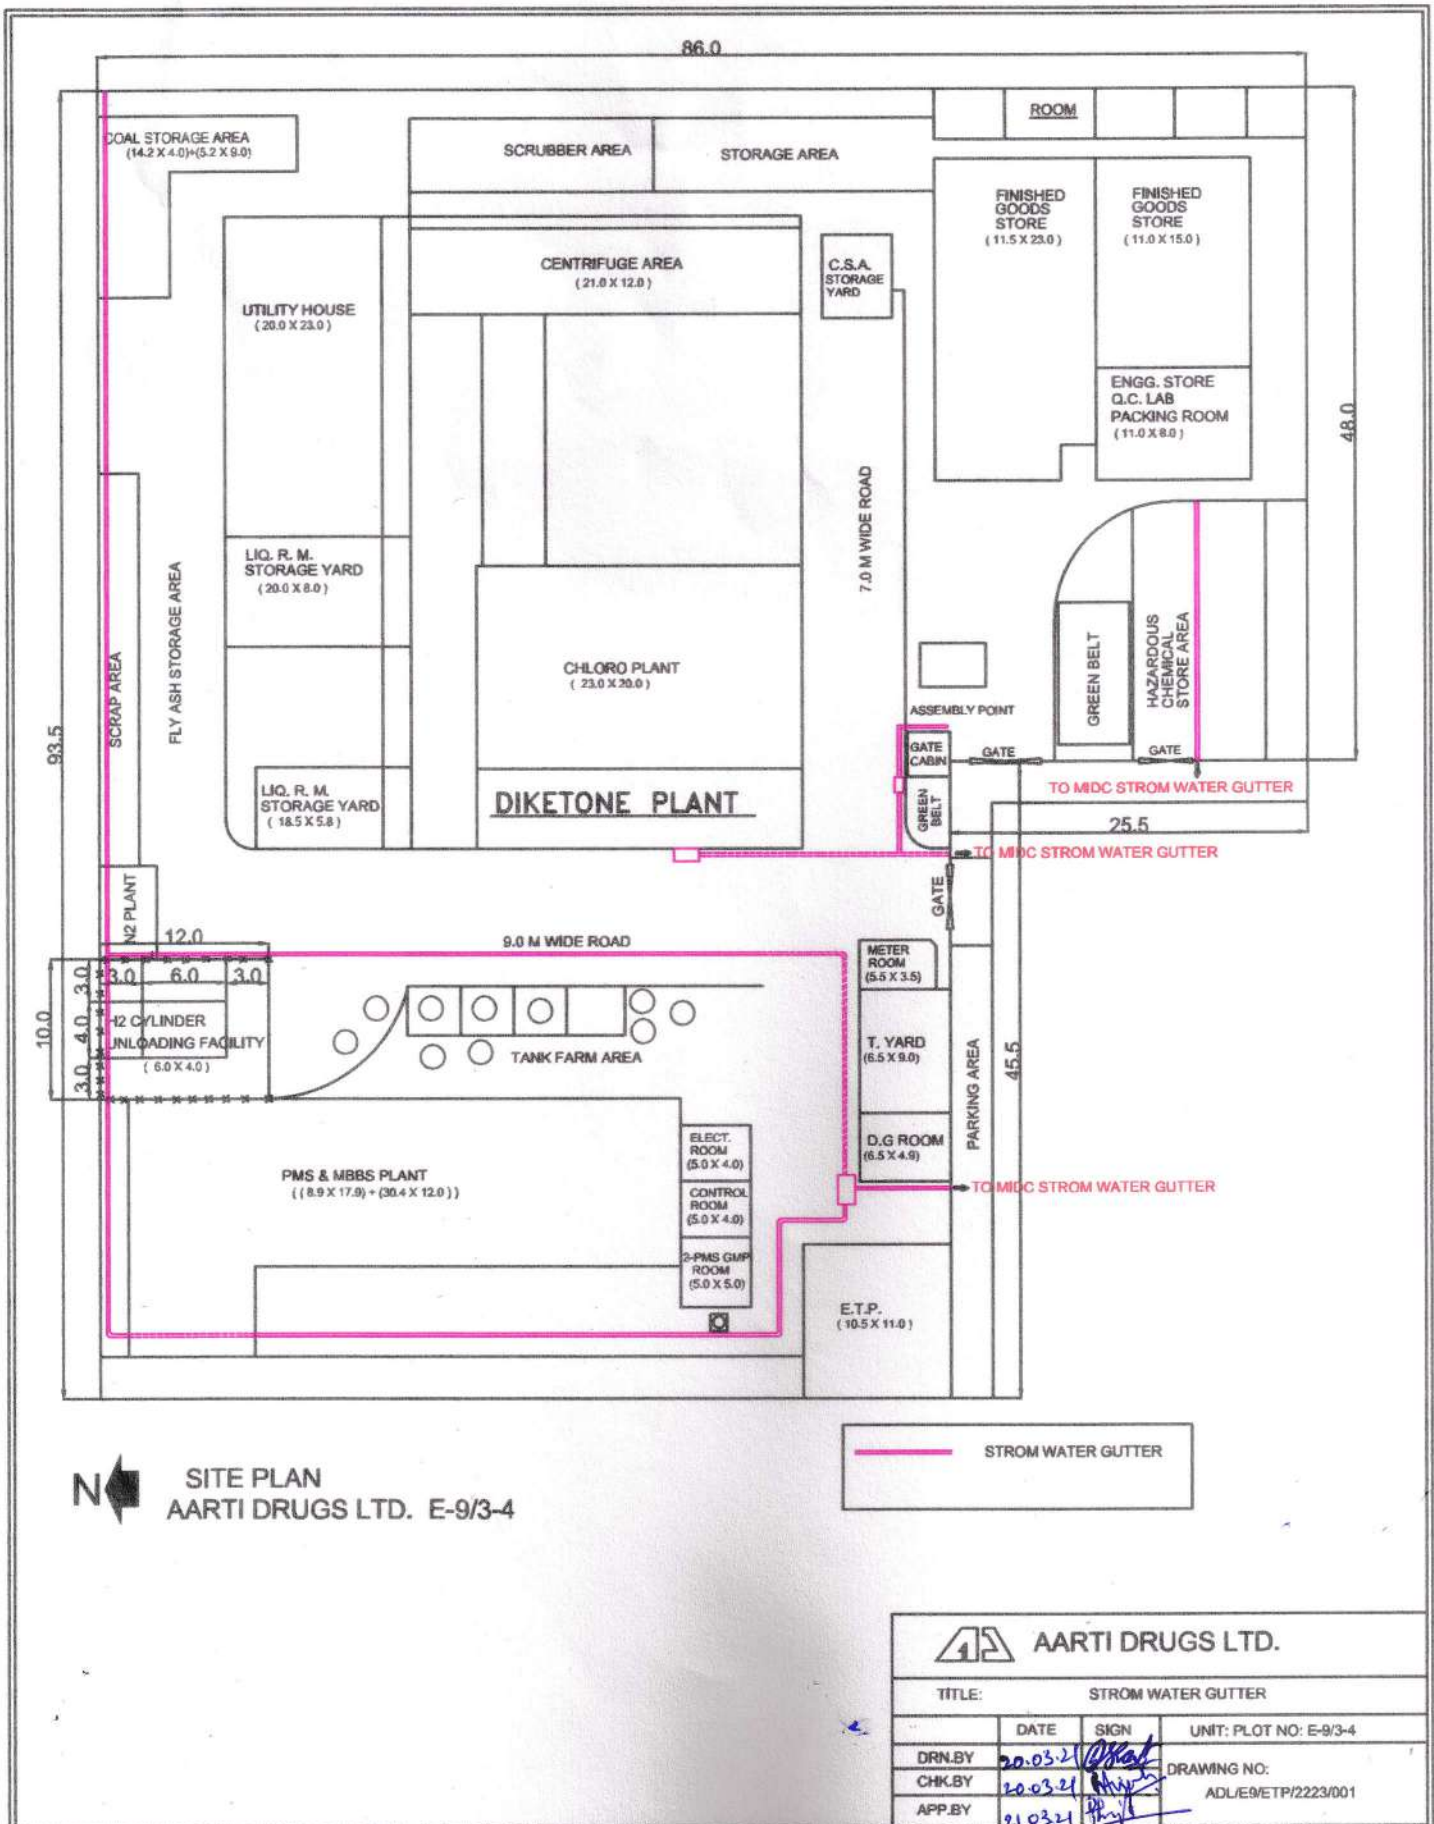 86.0
COAL STORAGE AREA
(14.2 X 4.0)+(5.2 X 9.0)
SCRUBBER AREA
STORAGE AREA
ROOM
FINISHED
GOODS
STORE
( 11.5 X 23.0 )
FINISHED
GOODS
STORE
( 11.0 X 15.0 )
CENTRIFUGE AREA
( 21.0 X 12.0 )
C.S.A.
STORAGE
YARD
UTILITY HOUSE
( 20.0 X 23.0 )
ENGG. STORE
Q.C. LAB
PACKING ROOM
( 11.0 X 8.0 )
48.0
7.0 M WIDE ROAD
LIQ. R. M.
STORAGE YARD
( 20.0 X 8.0 )
FLY ASH STORAGE AREA
SCRAP AREA
93.5
CHLORO PLANT
( 23.0 X 20.0 )
GREEN BELT
HAZARDOUS
CHEMICAL
STORE AREA
ASSEMBLY POINT
GATE
CABIN
GATE
GATE
TO MIDC STROM WATER GUTTER
LIQ. R. M.
STORAGE YARD
( 18.5 X 5.8 )
DIKETONE PLANT
GREEN
BELT
25.5
TO MIDC STROM WATER GUTTER
GATE
N2 PLANT
12.0
9.0 M WIDE ROAD
METER
ROOM
(5.5 X 3.5)
3.0
3.0
6.0
3.0
10.0
4.0
3.0
H2 CYLINDER
UNLOADING FACILITY
( 6.0 X 4.0 )
TANK FARM AREA
T. YARD
(6.5 X 9.0)
PARKING AREA
45.5
D.G ROOM
(6.5 X 4.9)
ELECT.
ROOM
(5.0 X 4.0)
PMS & MBBS PLANT
( ( 8.9 X 17.9) + (30.4 X 12.0 ) )
CONTROL
ROOM
(5.0 X 4.0)
TO MIDC STROM WATER GUTTER
2-PMS GMP
ROOM
(5.0 X 5.0)
E.T.P.
( 10.5 X 11.0 )
STROM WATER GUTTER
N
SITE PLAN
AARTI DRUGS LTD. E-9/3-4
AARTI DRUGS LTD.
TITLE: STROM WATER GUTTER
DATE SIGN UNIT: PLOT NO: E-9/3-4
DRN.BY 20.03.21
CHK.BY 20.03.21
DRAWING NO:
ADL/E9/ETP/2223/001
APP.BY 21.03.21